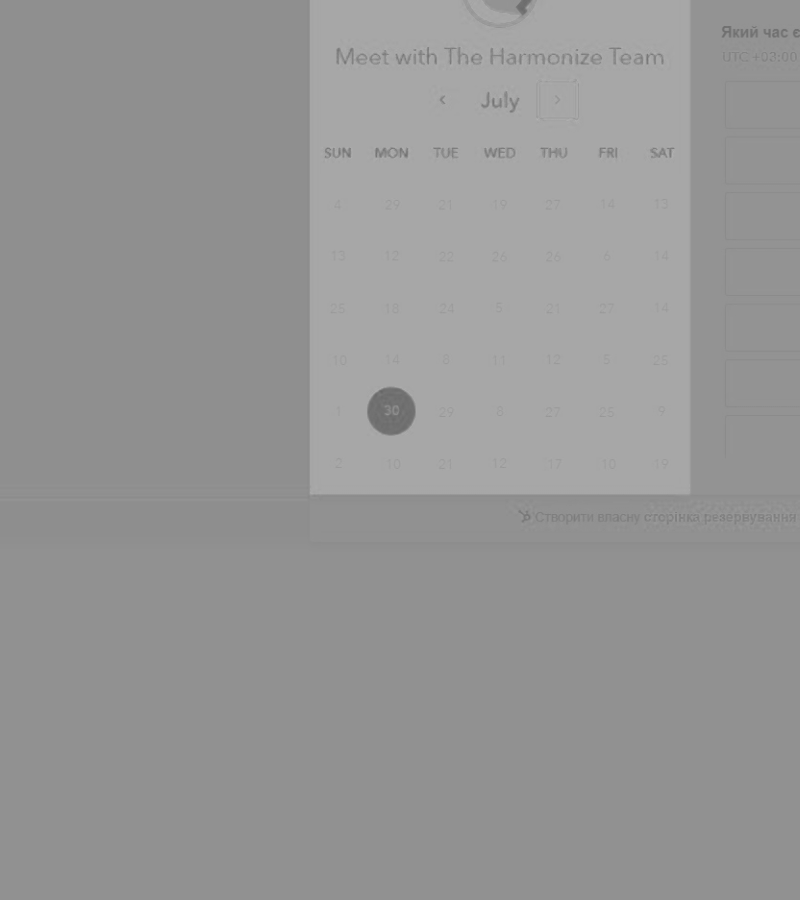 Який час є
Meet with The Harmonize Team
UTC +03:00
July
SUN MON TUE WED THU FRI SAT
4 29 21 19 27 14 13
13 12 22 26 26 6 14
25 18 24 5 21 27 14
10 14 8 11 12 5 25
1 30 29 8 27 25 9
2 10 21 12 17 10 19
Створити власну сторінка резервування